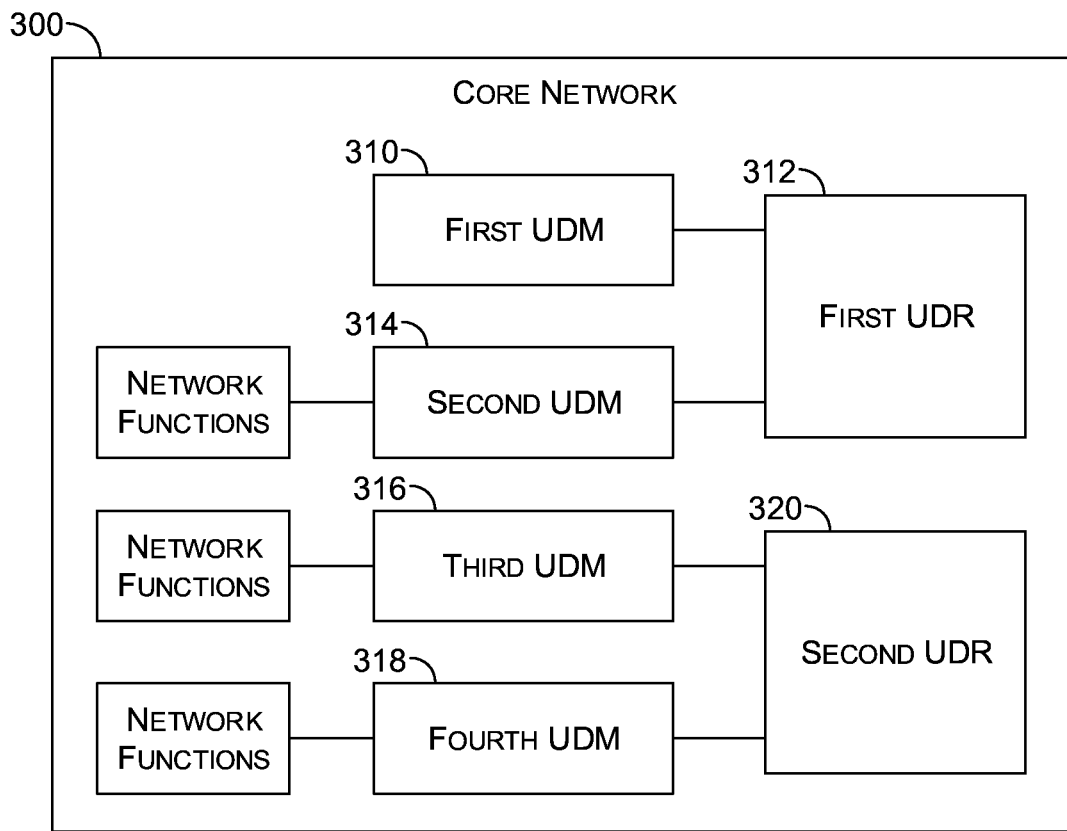 300
CORE NETWORK
310
312
FIRST UDM
FIRST UDR
314
NETWORK
FUNCTIONS
SECOND UDM
316
320
NETWORK
FUNCTIONS
THIRD UDM
SECOND UDR
318
NETWORK
FUNCTIONS
FOURTH UDM